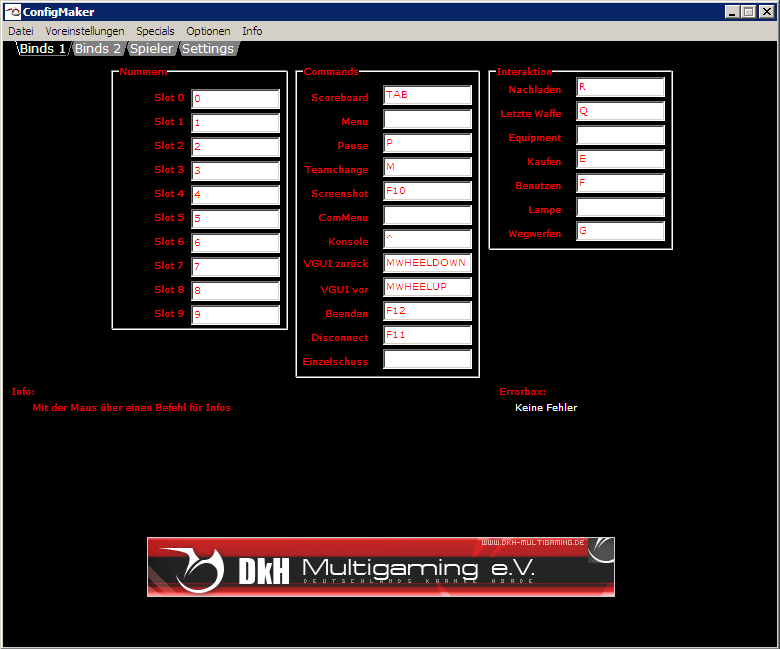 ConfigMaker
Datei Voreinstellungen Specials Optionen Info
Binds 1 Binds 2 Spieler Settings
Nummern
Slot 0 0
Slot 1 1
Slot 2 2
Slot 3 3
Slot 4 4
Slot 5 5
Slot 6 6
Slot 7 7
Slot 8 8
Slot 9 9
Commands
Scoreboard TAB
Menu
Pause P
Teamchange M
Screenshot F10
ComMenu
Konsole ^
VGUI zurück MWHEELDOWN
VGUI vor MWHEELUP
Beenden F12
Disconnect F11
Einzelschuss
Interaktion
Nachladen R
Letzte Waffe Q
Equipment
Kaufen E
Benutzen F
Lampe
Wegwerfen G
Info:
Mit der Maus über einen Befehl für Infos
Errorbox:
Keine Fehler
WWW.DKH-MULTIGAMING.DE
DkH Multigaming e.V.
DEUTSCHLANDS KRANKE HORDE